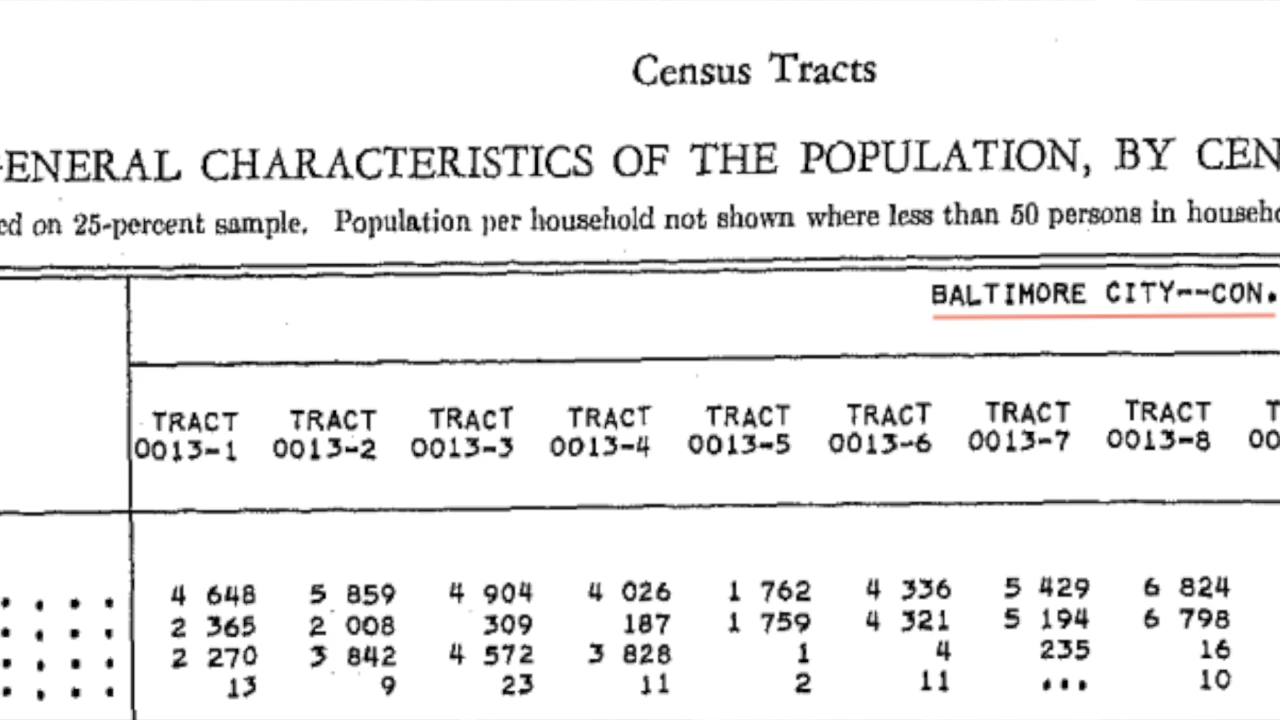 Census Tracts
GENERAL CHARACTERISTICS OF THE POPULATION, BY CEN
ed on 25-percent sample. Population per household not shown where less than 50 persons in househo
BALTIMORE CITY--CON.
TRACT TRACT TRACT TRACT TRACT TRACT TRACT TRACT T
0013-1 0013-2 0013-3 0013-4 0013-5 0013-6 0013-7 0013-8 00
. . . . 4 648 5 859 4 904 4 026 1 762 4 336 5 429 6 824
. . . . 2 365 2 008 309 187 1 759 4 321 5 194 6 798
. . . . 2 270 3 842 4 572 3 828 1 4 235 16
. . . . 13 9 23 11 2 11 ... 10